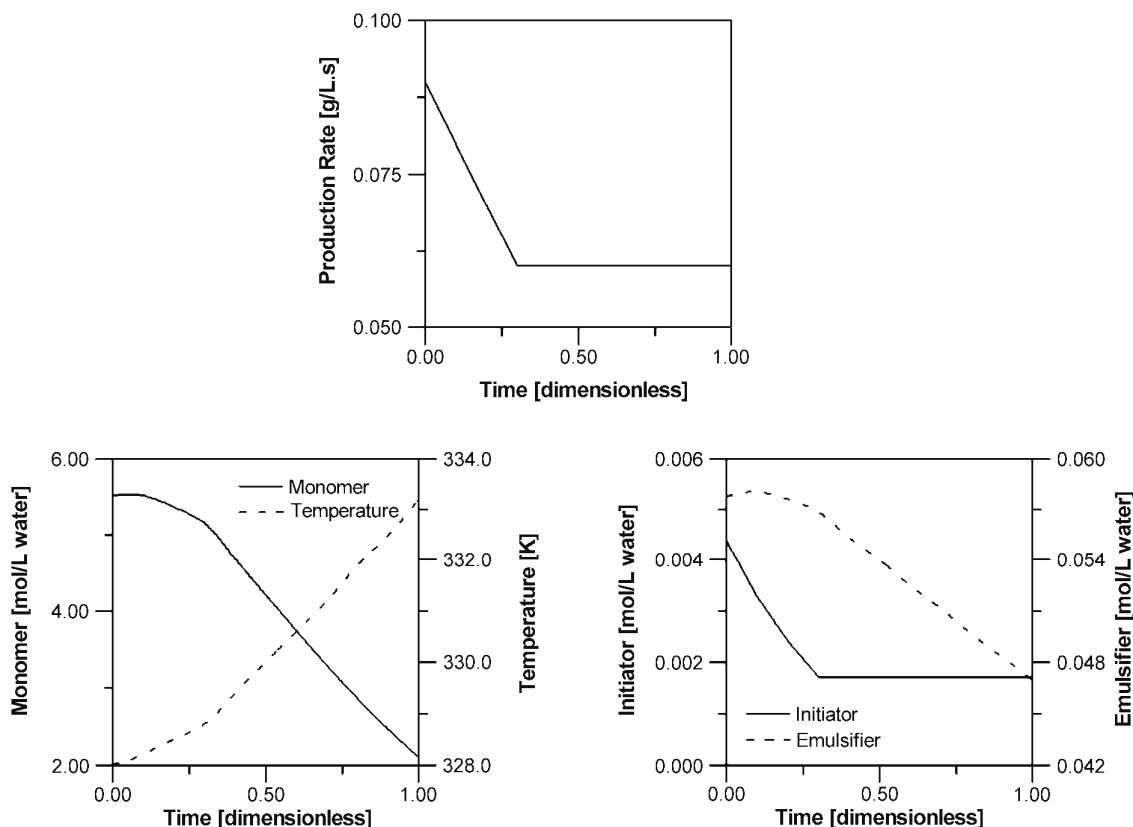 0.100
0.075
0.050
Production Rate [g/L.s]
0.00 0.50 1.00
Time [dimensionless]
6.00
4.00
2.00
Monomer [mol/L water]
Monomer
Temperature
334.0
332.0
330.0
328.0
Temperature [K]
0.00 0.50 1.00
Time [dimensionless]
0.006
0.004
0.002
0.000
Initiator [mol/L water]
Initiator
Emulsifier
0.060
0.054
0.048
0.042
Emulsifier [mol/L water]
0.00 0.50 1.00
Time [dimensionless]